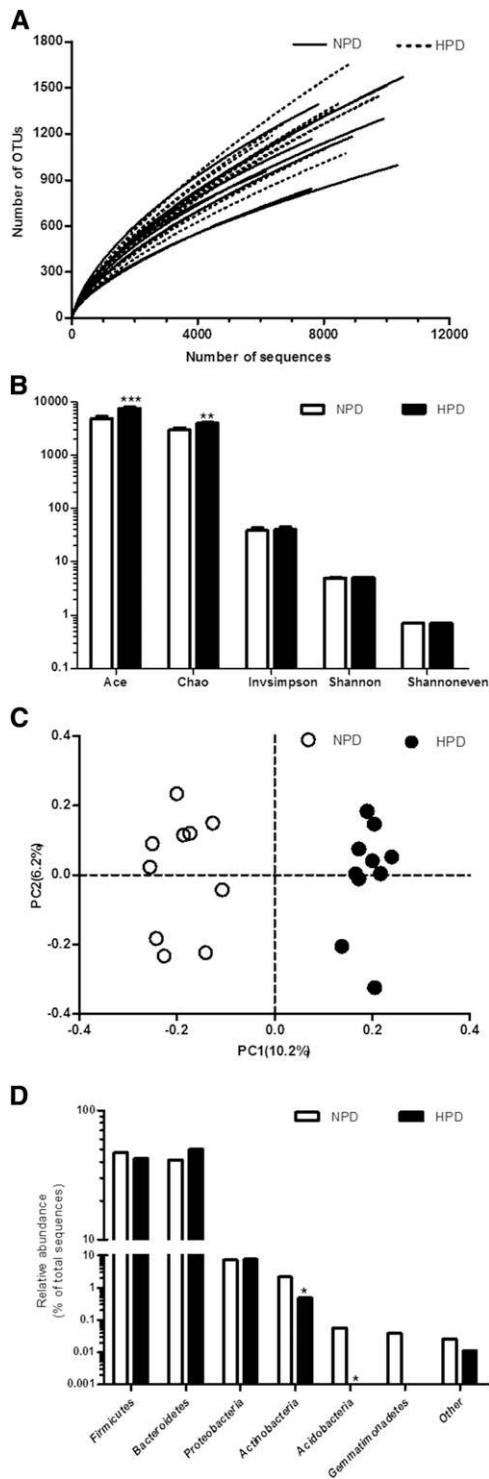 A
NPD HPD
1800
1500
1200
900
600
300
0
Number of OTUs
0 4000 8000 12000
Number of sequences
B
NPD HPD
10000
1000
100
10
1
0.1
*** **
Ace Chao Invsimpson Shannon Shannoneven
C
NPD HPD
0.4
0.2
0.0
-0.2
-0.4
PC2(6.2%)
-0.4 -0.2 0.0 0.2 0.4
PC1(10.2%)
D
NPD HPD
100
10
10
1
0.1
0.01
0.001
Relative abundance
(% of total sequences)
*
*
Firmicutes Bacteroidetes Proteobacteria Actinobacteria Acidobacteria Gemmatimonadetes Other